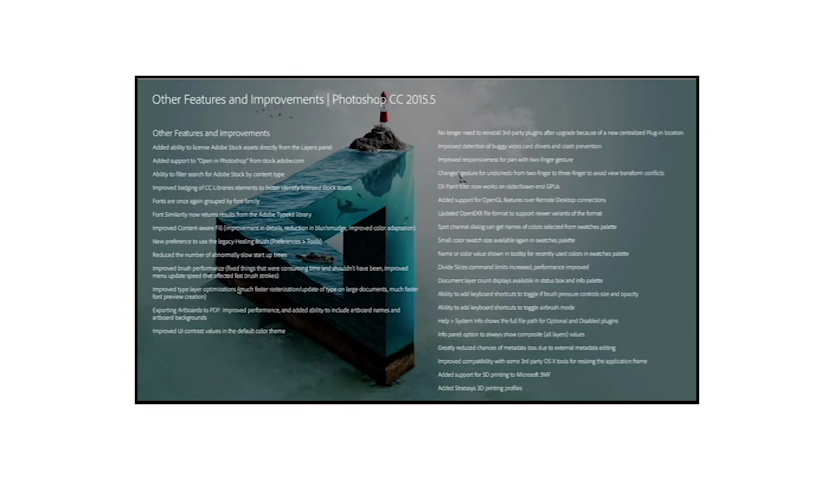 Other Features and Improvements | Photoshop CC 2015.5
Other Features and Improvements
Added ability to license Adobe Stock assets directly from the Layers panel
Added support to "Open in Photoshop" from stock.adobe.com
Ability to filter search for Adobe Stock by content type
Improved badging of CC Libraries elements to better identify licensed Stock assets
Fonts are once again grouped by font family
Font Similarity now returns results from the Adobe Typekit library
Improved Content-aware Fill (improvement in details, reduction in blur/smudge, improved color adaptation)
New preference to use the legacy Healing Brush (Preferences > Tools)
Reduced the number of abnormally slow start up times
Improved brush performance (fixed things that were consuming time and shouldn't have been, improved
menu update speed that affected fast brush strokes)
Improved type layer optimizations (much faster rasterization/update of type on large documents, much faster
font preview creation)
Exporting Artboards to PDF: Improved performance, and added ability to include artboard names and
artboard backgrounds
Improved UI contrast values in the default color theme
No longer need to reinstall 3rd-party plugins after upgrade because of a new centralized Plug-in location
Improved detection of buggy video card drivers and crash prevention
Improved responsiveness for pan with two-finger gesture
Changed gesture for undo/redo from two-finger to three-finger to avoid view transform conflicts
Oil Paint filter now works on older/lower-end GPUs
Added support for OpenGL features over Remote Desktop connections
Updated OpenEXR file format to support newer variants of the format
Spot channel dialog can get names of colors selected from swatches palette
Small color swatch size available again in swatches palette
Name or color value shown in tooltip for recently used colors in swatches palette
Divide Slices command limits increased, performance improved
Document layer count displays available in status box and info palette
Ability to add keyboard shortcuts to toggle if brush pressure controls size and opacity.
Ability to add keyboard shortcuts to toggle airbrush mode
Help > System Info shows the full file path for Optional and Disabled plugins
Info panel option to always show composite (all layers) values
Greatly reduced chances of metadata loss due to external metadata editing
Improved compatibility with some 3rd party OS X tools for resizing the application frame
Added support for 3D printing to Microsoft 3MF
Added Stratasys 3D printing profiles